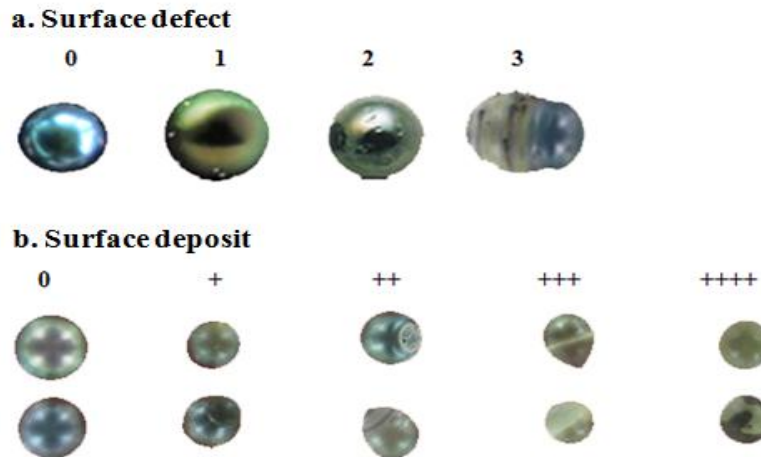 a. Surface defect
0 1 2 3
b. Surface deposit
0 + ++ +++ ++++